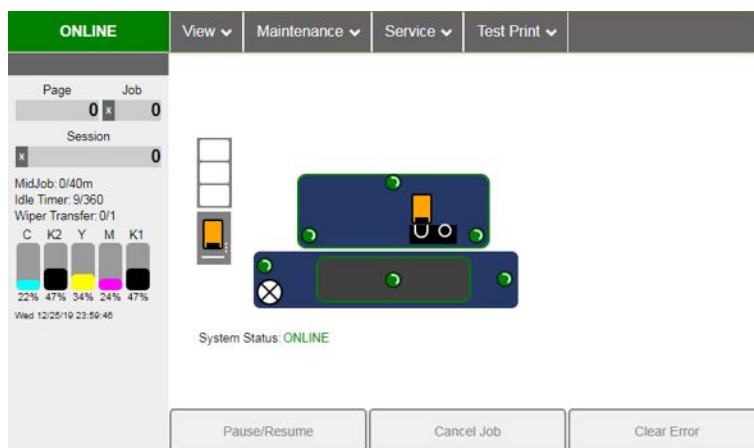 ONLINE
View
Maintenance
Service
Test Print
Page Job
0 x 0
Session
x 0
MidJob: 0/40m
Idle Timer: 9/360
Wiper Transfer: 0/1
C K2 Y M K1
22% 47% 34% 24% 47%
Wed 12/25/19 23:59:46
System Status: ONLINE
Pause/Resume
Cancel Job
Clear Error